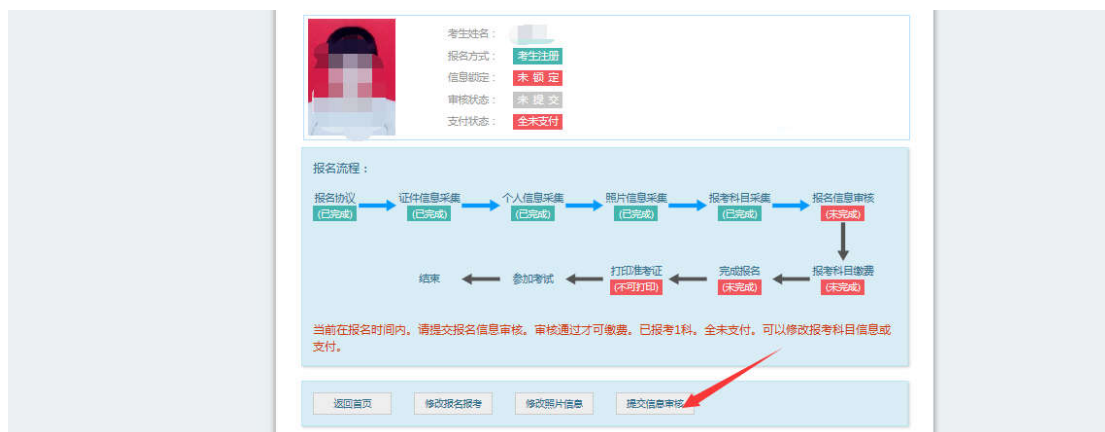 考生姓名：
报名方式： 考生注册
信息锁定： 未 锁 定
审核状态： 未 提 交
支付状态： 全未支付
报名流程：
报名协议 证件信息采集 个人信息采集 照片信息采集 报考科目采集 报名信息审核
(已完成) (已完成) (已完成) (已完成) (已完成) (未完成)
结束 参加考试 打印准考证 完成报名 报考科目缴费
(不可打印) (未完成) (未完成)
当前在报名时间内。请提交报名信息审核。审核通过才可缴费。已报考1科。全未支付。可以修改报考科目信息或
支付。
返回首页 修改报名报考 修改照片信息 提交信息审核